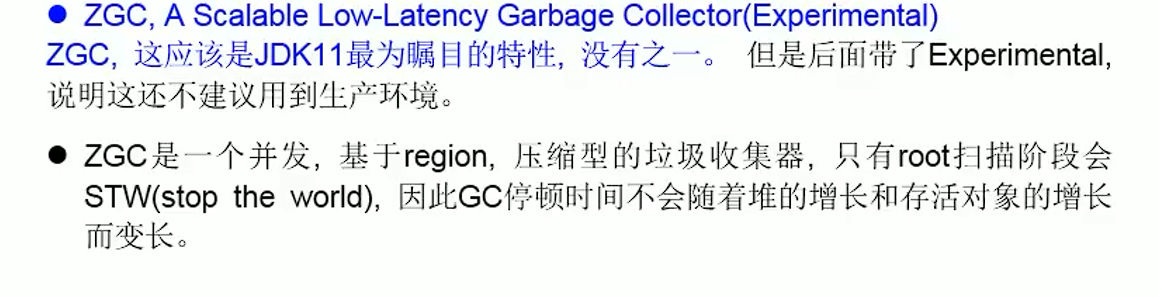 ● ZGC, A Scalable Low-Latency Garbage Collector(Experimental)
ZGC, 这应该是JDK11最为瞩目的特性, 没有之一。 但是后面带了Experimental,
说明这还不建议用到生产环境。
● ZGC是一个并发, 基于region, 压缩型的垃圾收集器, 只有root扫描阶段会
STW(stop the world), 因此GC停顿时间不会随着堆的增长和存活对象的增长
而变长。